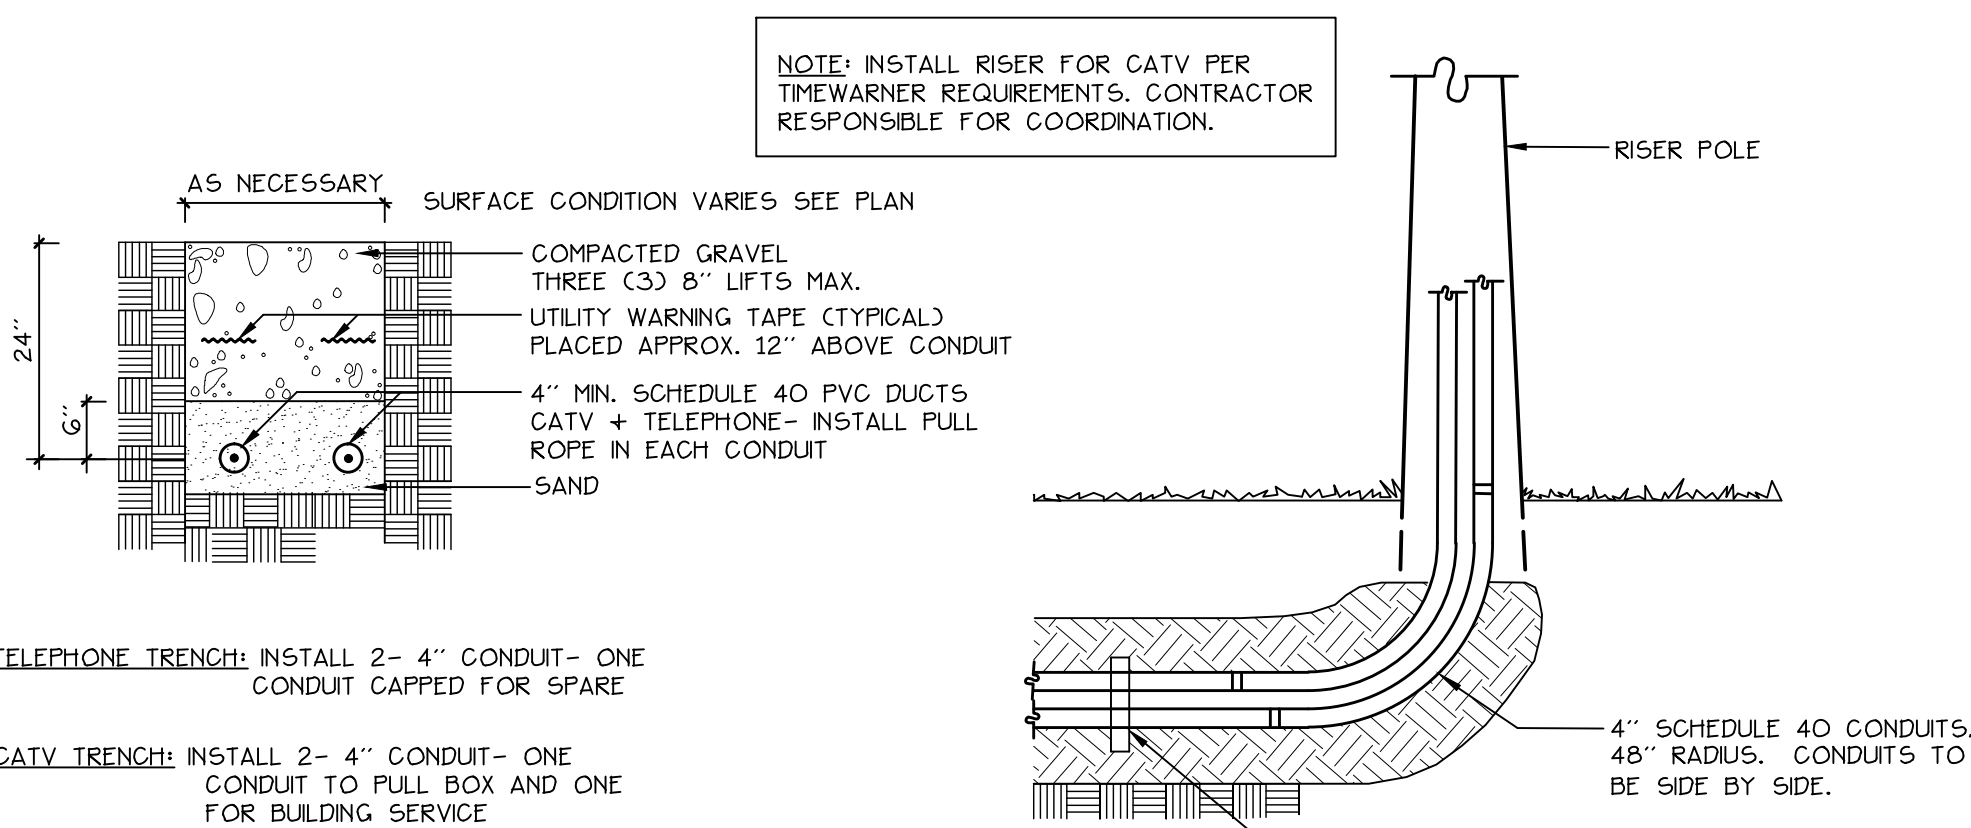 NOTE: INSTALL RISER FOR CATV PER
TIMEWARNER REQUIREMENTS. CONTRACTOR
RESPONSIBLE FOR COORDINATION.
RISER POLE
AS NECESSARY
SURFACE CONDITION VARIES SEE PLAN
COMPACTED GRAVEL
THREE (3) 8" LIFTS MAX.
UTILITY WARNING TAPE (TYPICAL)
PLACED APPROX. 12" ABOVE CONDUIT
24"
6"
4" MIN. SCHEDULE 40 PVC DUCTS
CATV + TELEPHONE- INSTALL PULL
ROPE IN EACH CONDUIT
SAND
TELEPHONE TRENCH: INSTALL 2- 4" CONDUIT- ONE
CONDUIT CAPPED FOR SPARE
CATV TRENCH: INSTALL 2- 4" CONDUIT- ONE
CONDUIT TO PULL BOX AND ONE
FOR BUILDING SERVICE
4" SCHEDULE 40 CONDUITS.
48" RADIUS. CONDUITS TO
BE SIDE BY SIDE.